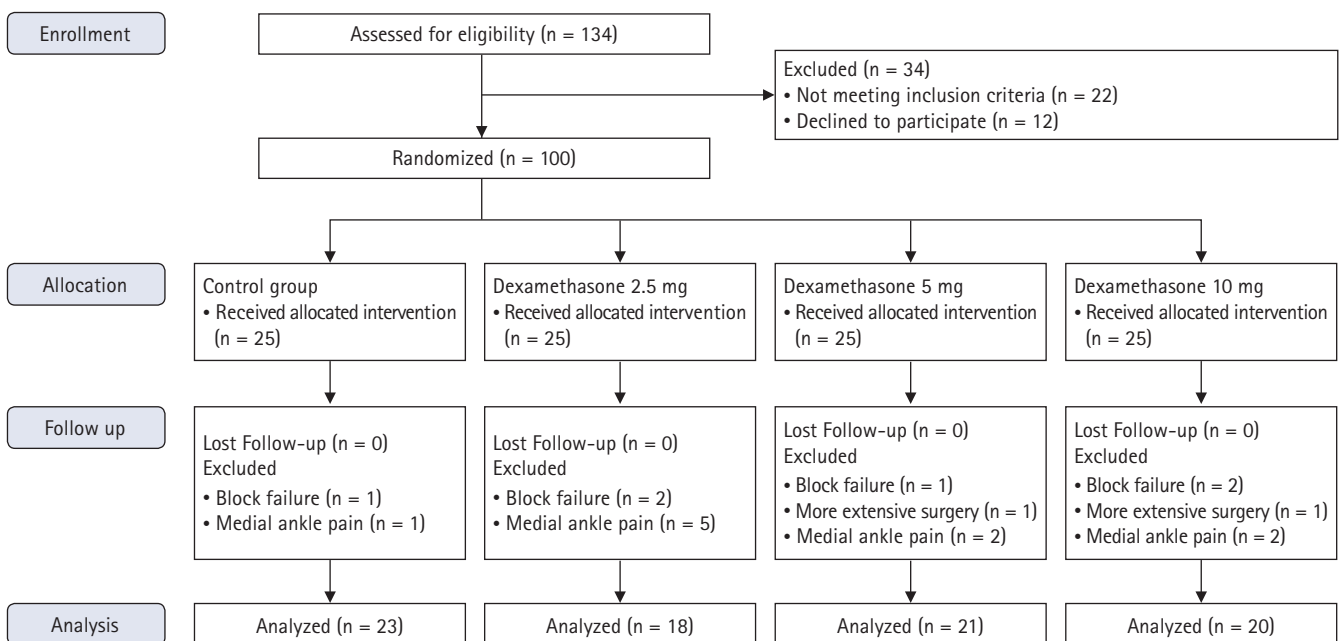 Enrollment
Assessed for eligibility (n = 134)
Excluded (n = 34)
• Not meeting inclusion criteria (n = 22)
• Declined to participate (n = 12)
Randomized (n = 100)
Allocation
Control group
• Received allocated intervention
(n = 25)
Dexamethasone 2.5 mg
• Received allocated intervention
(n = 25)
Dexamethasone 5 mg
• Received allocated intervention
(n = 25)
Dexamethasone 10 mg
• Received allocated intervention
(n = 25)
Follow up
Lost Follow-up (n = 0)
Excluded
• Block failure (n = 1)
• Medial ankle pain (n = 1)
Lost Follow-up (n = 0)
Excluded
• Block failure (n = 2)
• Medial ankle pain (n = 5)
Lost Follow-up (n = 0)
Excluded
• Block failure (n = 1)
• More extensive surgery (n = 1)
• Medial ankle pain (n = 2)
Lost Follow-up (n = 0)
Excluded
• Block failure (n = 2)
• More extensive surgery (n = 1)
• Medial ankle pain (n = 2)
Analysis
Analyzed (n = 23)
Analyzed (n = 18)
Analyzed (n = 21)
Analyzed (n = 20)